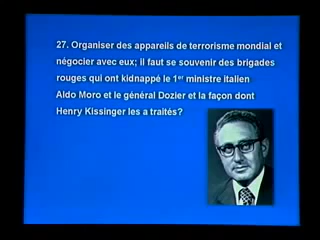 27. Organiser des appareils de terrorisme mondial et
négocier avec eux; il faut se souvenir des brigades
rouges qui ont kidnappé le 1er ministre italien
Aldo Moro et le général Dozier et la façon dont
Henry Kissinger les a traités?